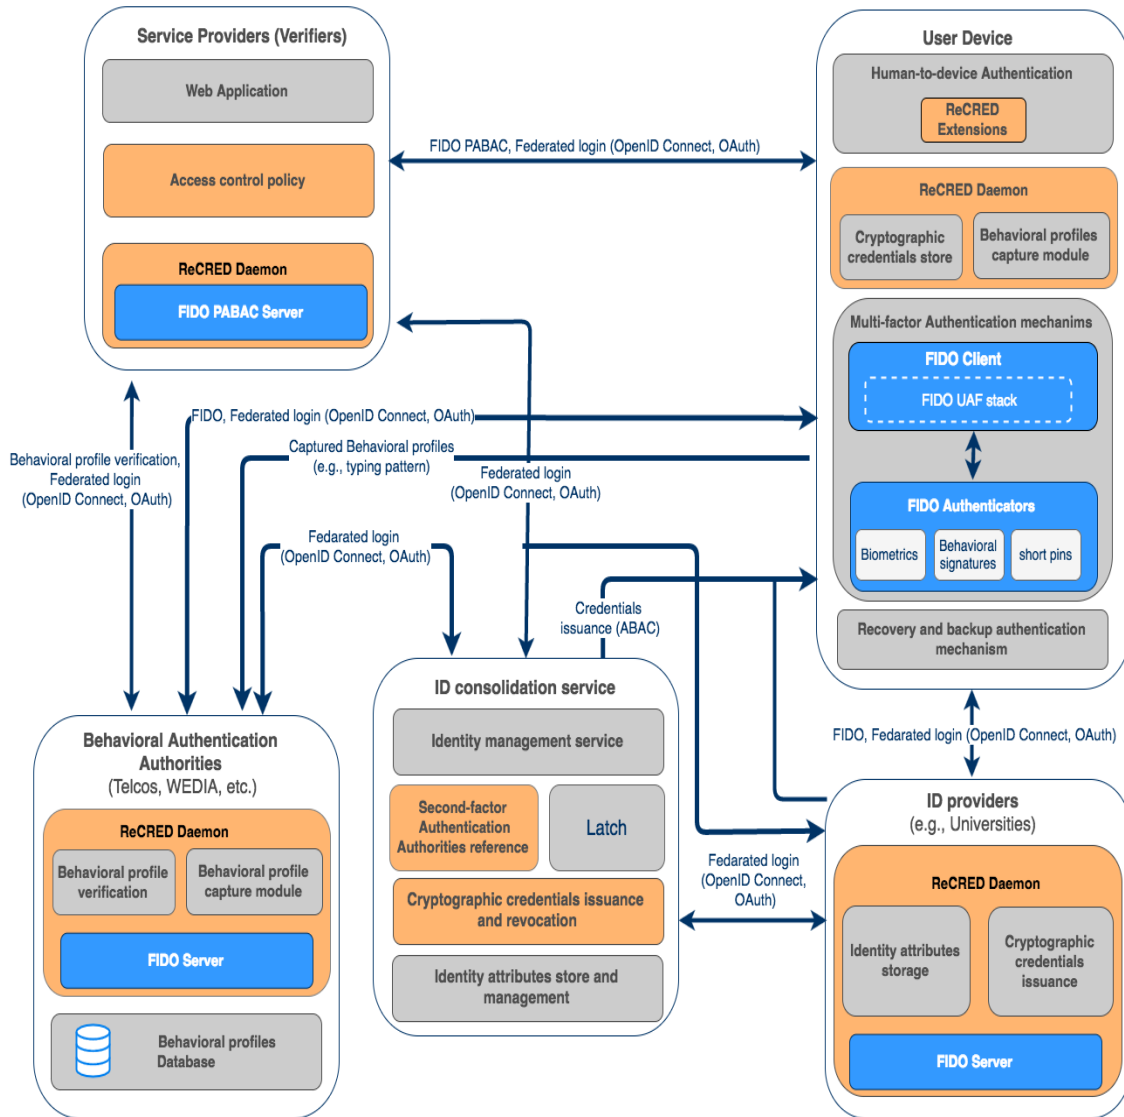 Service Providers (Verifiers)
Web Application
Access control policy
ReCRED Daemon
FIDO PABAC Server
FIDO PABAC, Federated login (OpenID Connect, OAuth)
User Device
Human-to-device Authentication
ReCRED
Extensions
ReCRED Daemon
Cryptographic
credentials store
Behavioral profiles
capture module
Multi-factor Authentication mechanims
FIDO Client
FIDO UAF stack
FIDO Authenticators
Biometrics
Behavioral
signatures
short pins
Recovery and backup authentication
mechanism
FIDO, Federated login (OpenID Connect, OAuth)
Behavioral profile verification,
Federated login
(OpenID Connect, OAuth)
Captured Behavioral profiles
(e.g., typing pattern)
Federated login
(OpenID Connect, OAuth)
Fedarated login
(OpenID Connect, OAuth)
Credentials
issuance (ABAC)
FIDO, Fedarated login (OpenID Connect, OAuth)
Behavioral Authentication
Authorities
(Telcos, WEDIA, etc.)
ReCRED Daemon
Behavioral profile
verification
Behavioral profile
capture module
FIDO Server
Behavioral profiles
Database
ID consolidation service
Identity management service
Second-factor
Authentication
Authorities reference
Latch
Cryptographic credentials issuance
and revocation
Identity attributes store and
management
Fedarated login
(OpenID Connect,
OAuth)
ID providers
(e.g., Universities)
ReCRED Daemon
Identity attributes
storage
Cryptographic
credentials
issuance
FIDO Server